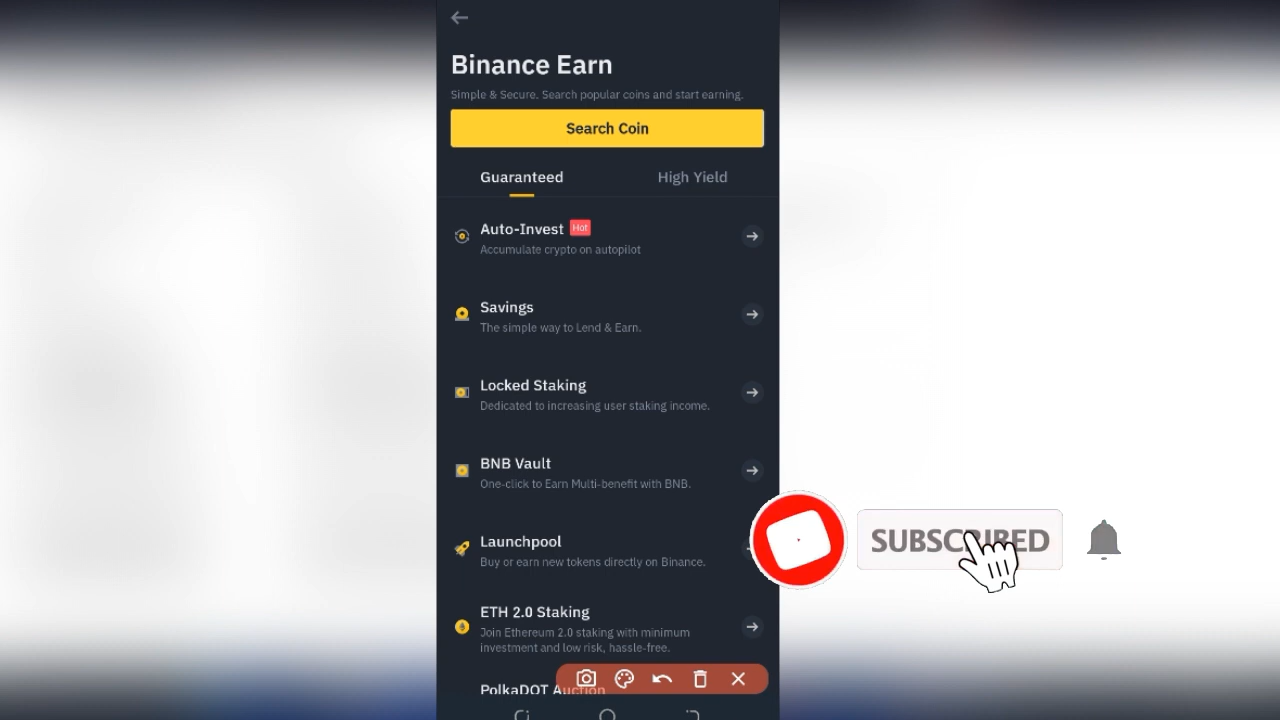 Binance Earn
Simple & Secure. Search popular coins and start earning.
Search Coin
Guaranteed
High Yield
Auto-Invest Hot
Accumulate crypto on autopilot
Savings
The simple way to Lend & Earn.
Locked Staking
Dedicated to increasing user staking income.
BNB Vault
One-click to Earn Multi-benefit with BNB.
Launchpool
Buy or earn new tokens directly on Binance.
SUBSCRIBED
ETH 2.0 Staking
Join Ethereum 2.0 staking with minimum
investment and low risk, hassle-free.
PolkaDOT Auction